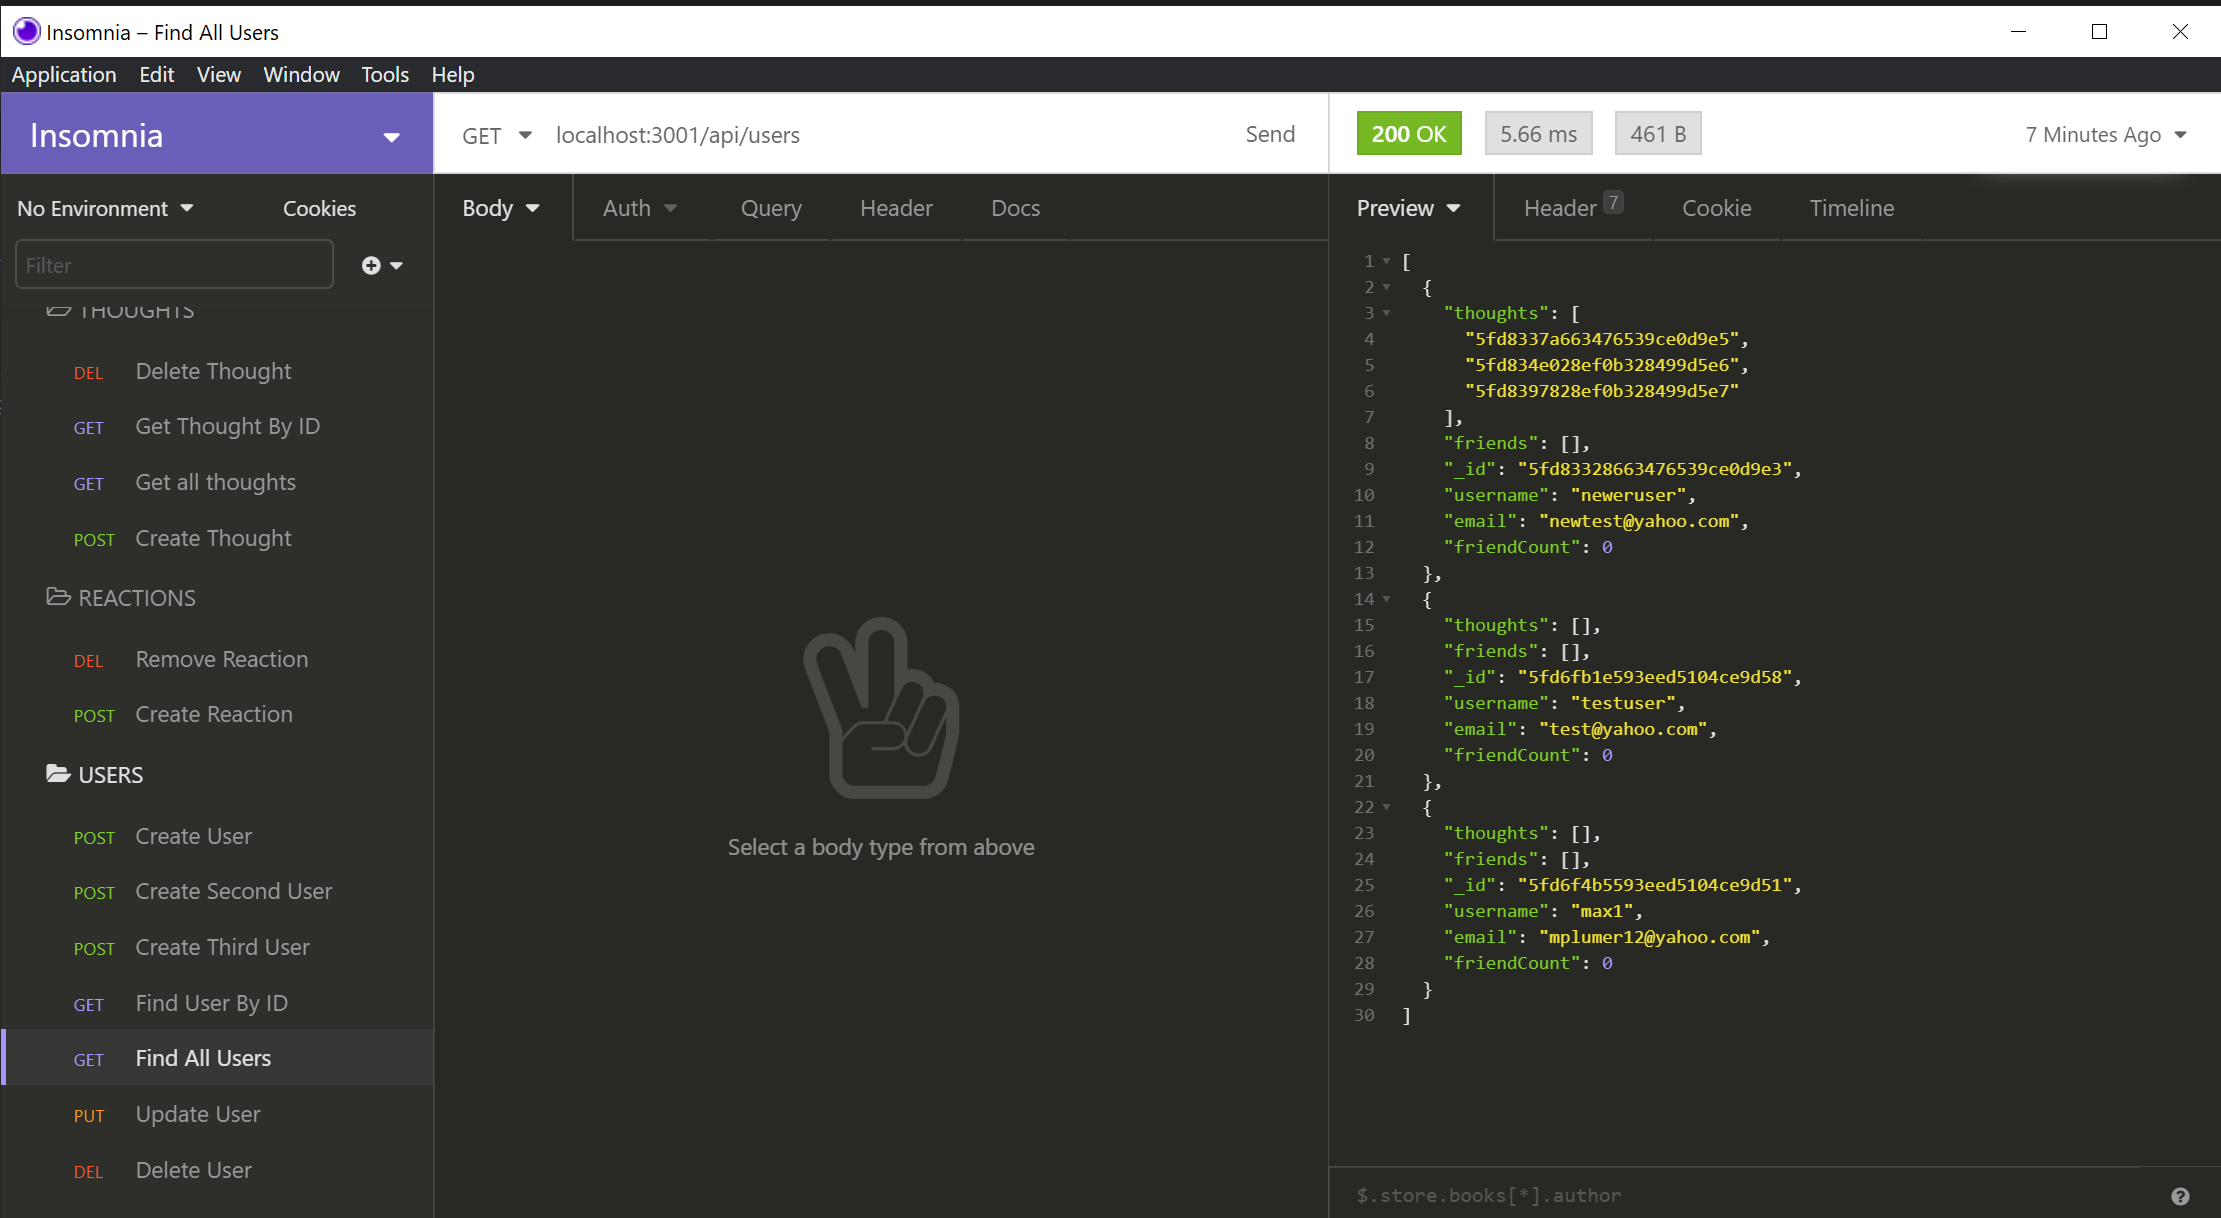 Insomnia – Find All Users
Application Edit View Window Tools Help
Insomnia
GET localhost:3001/api/users Send
200 OK 5.66 ms 461 B 7 Minutes Ago
No Environment Cookies
Filter
THOUGHTS
DEL Delete Thought
GET Get Thought By ID
GET Get all thoughts
POST Create Thought
REACTIONS
DEL Remove Reaction
POST Create Reaction
USERS
POST Create User
POST Create Second User
POST Create Third User
GET Find User By ID
GET Find All Users
PUT Update User
DEL Delete User
Body Auth Query Header Docs
Select a body type from above
Preview Header 7 Cookie Timeline
1 [
2 {
3 "thoughts": [
4 "5fd8337a663476539ce0d9e5",
5 "5fd834e028ef0b328499d5e6",
6 "5fd8397828ef0b328499d5e7"
7 ],
8 "friends": [],
9 "_id": "5fd83328663476539ce0d9e3",
10 "username": "neweruser",
11 "email": "newtest@yahoo.com",
12 "friendCount": 0
13 },
14 {
15 "thoughts": [],
16 "friends": [],
17 "_id": "5fd6fb1e593eed5104ce9d58",
18 "username": "testuser",
19 "email": "test@yahoo.com",
20 "friendCount": 0
21 },
22 {
23 "thoughts": [],
24 "friends": [],
25 "_id": "5fd6f4b5593eed5104ce9d51",
26 "username": "max1",
27 "email": "mplumer12@yahoo.com",
28 "friendCount": 0
29 }
30 ]
$.store.books[*].author